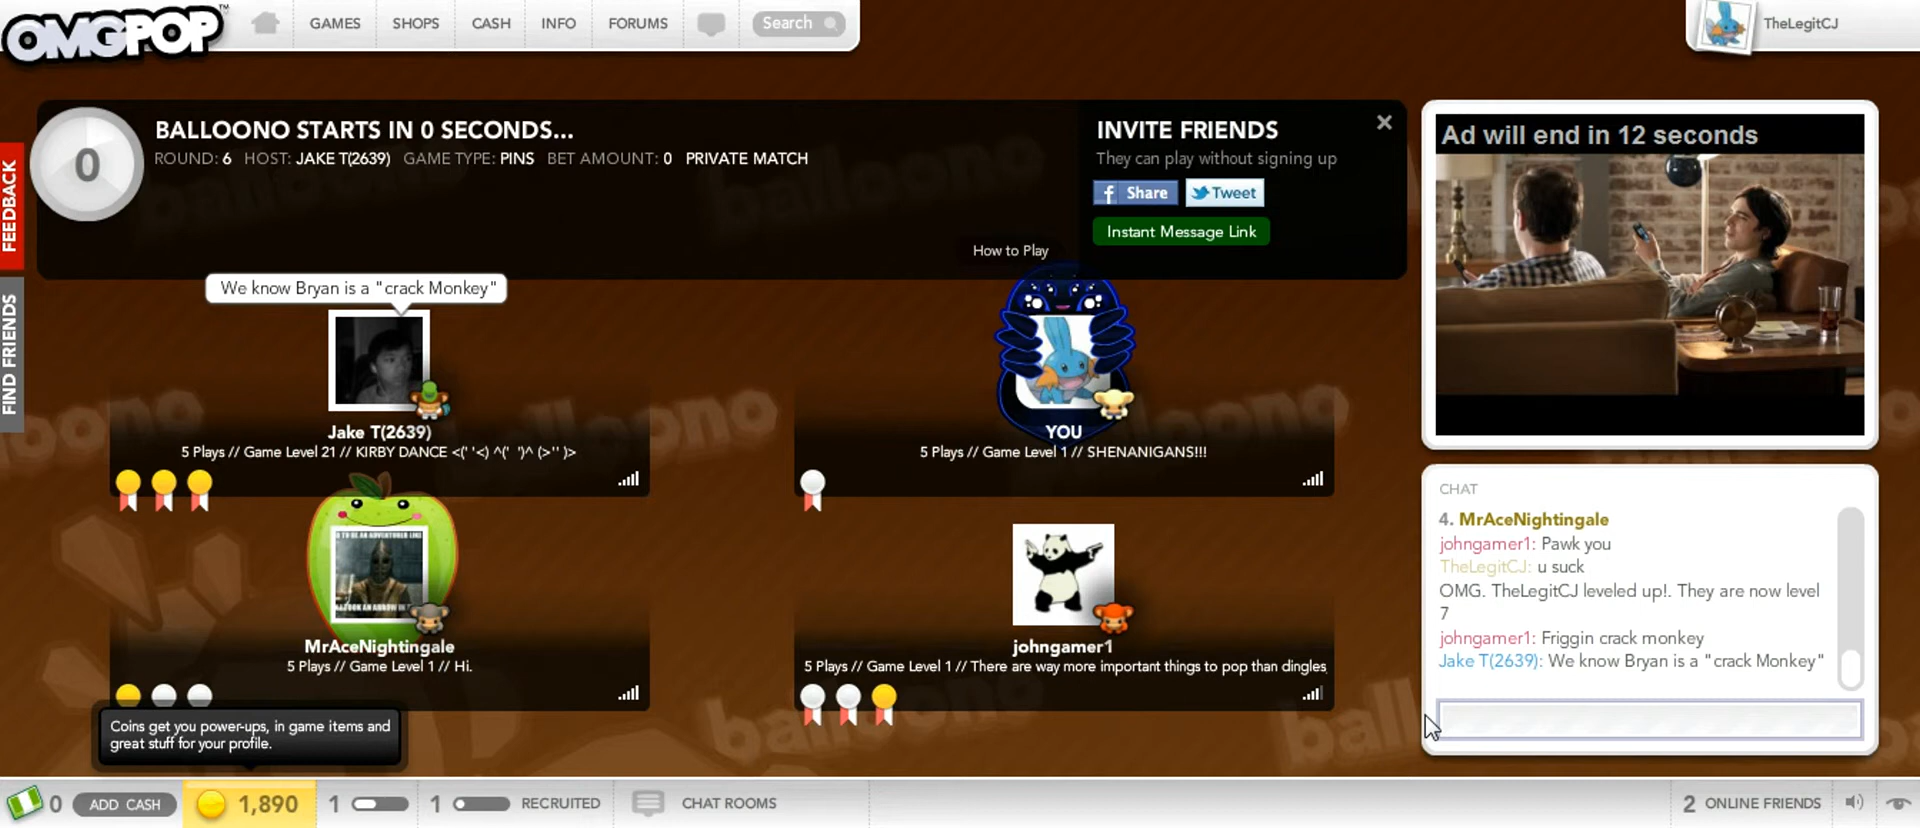 OMGPOP™
GAMES
SHOPS
CASH
INFO
FORUMS
Search
TheLegitCJ
FEEDBACK
FIND FRIENDS
0
BALLOONO STARTS IN 0 SECONDS...
ROUND: 6 HOST: JAKE T(2639) GAME TYPE: PINS BET AMOUNT: 0 PRIVATE MATCH
How to Play
INVITE FRIENDS
They can play without signing up
f Share
Tweet
Instant Message Link
Ad will end in 12 seconds
We know Bryan is a "crack Monkey"
Jake T(2639)
5 Plays // Game Level 21 // KIRBY DANCE <(' '<) ^(' ')^ (>'' )>
YOU
5 Plays // Game Level 1 // SHENANIGANS!!!
MrAceNightingale
5 Plays // Game Level 1 // Hi.
johngamer1
5 Plays // Game Level 1 // There are way more important things to pop than dingles,
balloono
CHAT
4. MrAceNightingale
johngamer1: Pawk you
TheLegitCJ: u suck
OMG. TheLegitCJ leveled up!. They are now level
7
johngamer1: Friggin crack monkey
Jake T(2639): We know Bryan is a "crack Monkey"
Coins get you power-ups, in game items and
great stuff for your profile.
0 ADD CASH
1,890
1
1 RECRUITED
CHAT ROOMS
2 ONLINE FRIENDS